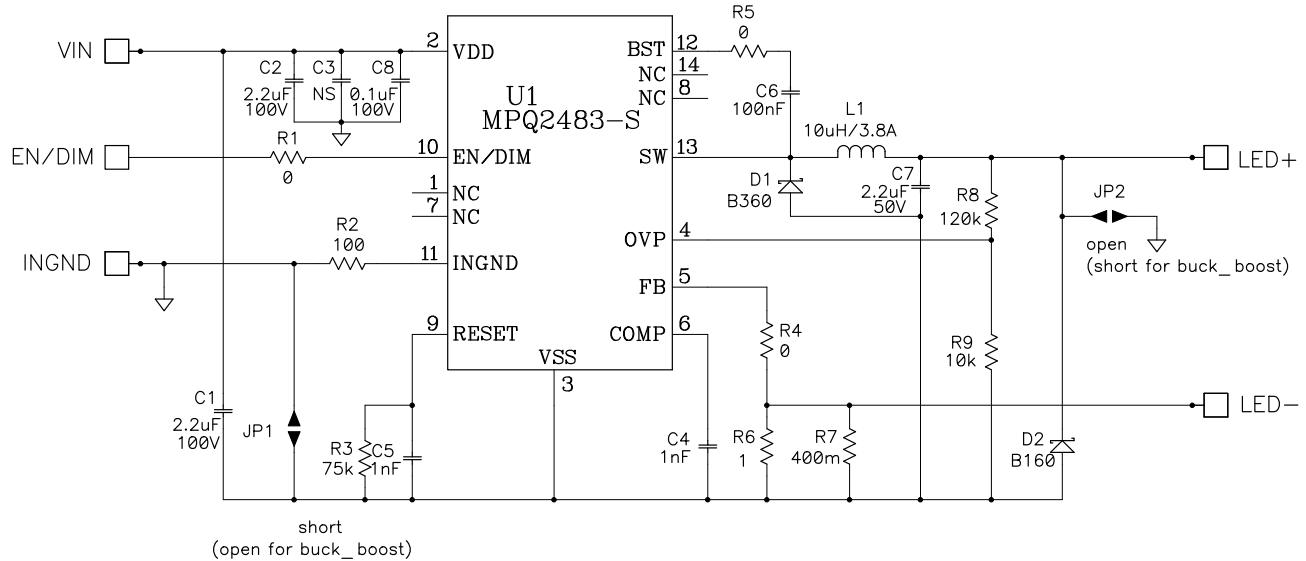 VIN
2
VDD
C2
2.2uF
100V
C3
NS
C8
0.1uF
100V
U1
MPQ2483-S
BST
12
R5
0
NC
14
NC
8
C6
100nF
L1
10uH/3.8A
EN/DIM
R1
0
10
EN/DIM
SW
13
LED+
1
NC
7
NC
D1
B360
C7
2.2uF
50V
R8
120k
JP2
open
(short for buck_boost)
OVP
4
INGND
R2
100
11
INGND
FB
5
9
RESET
COMP
6
R4
0
R9
10k
VSS
3
C1
2.2uF
100V
JP1
R3
75k
C5
1nF
C4
1nF
R6
1
R7
400m
D2
B160
LED-
short
(open for buck_boost)